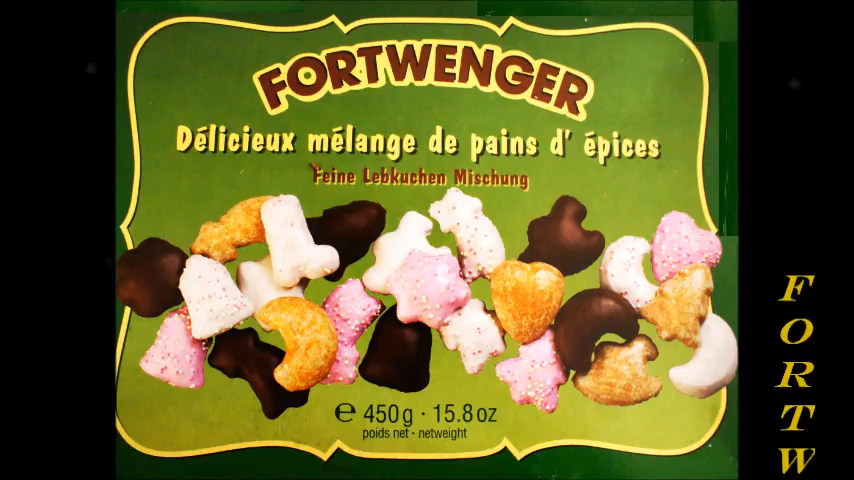 FORTWENGER
Délicieux mélange de pains d' épices
Feine Lebkuchen Mischung
℮ 450g · 15.8oz
poids net · netweight
F
O
R
T
W